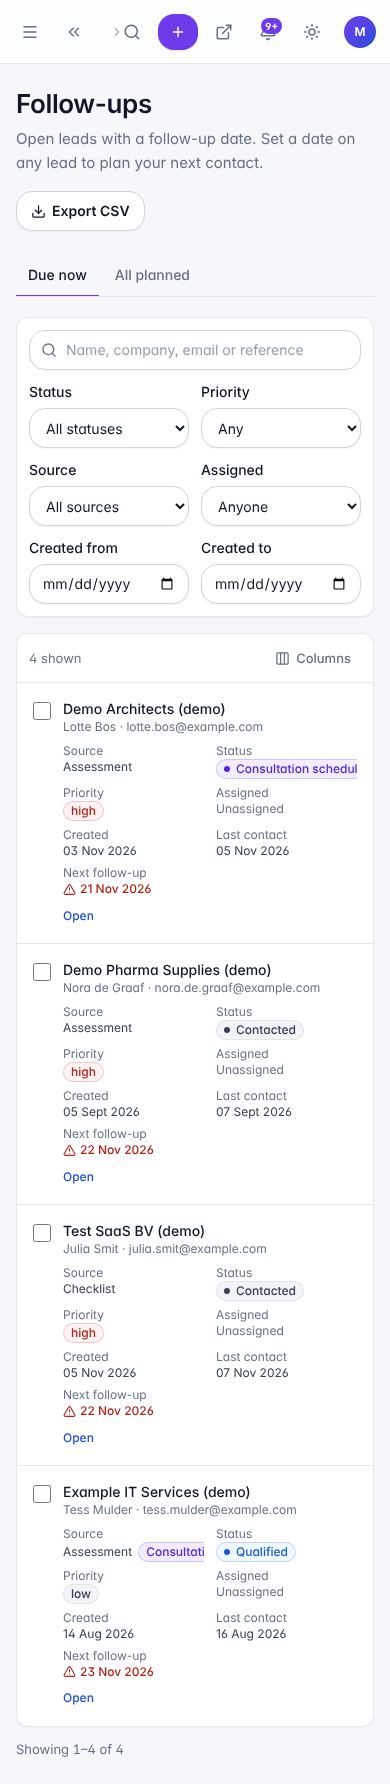 9+
M
Follow-ups
Open leads with a follow-up date. Set a date on
any lead to plan your next contact.
Export CSV
Due now All planned
Name, company, email or reference
Status Priority
All statuses Any
Source Assigned
All sources Anyone
Created from Created to
mm/dd/yyyy mm/dd/yyyy
4 shown Columns
Demo Architects (demo)
Lotte Bos · lotte.bos@example.com
Source Status
Assessment Consultation schedul
Priority Assigned
high Unassigned
Created Last contact
03 Nov 2026 05 Nov 2026
Next follow-up
21 Nov 2026
Open
Demo Pharma Supplies (demo)
Nora de Graaf · nora.de.graaf@example.com
Source Status
Assessment Contacted
Priority Assigned
high Unassigned
Created Last contact
05 Sept 2026 07 Sept 2026
Next follow-up
22 Nov 2026
Open
Test SaaS BV (demo)
Julia Smit · julia.smit@example.com
Source Status
Checklist Contacted
Priority Assigned
high Unassigned
Created Last contact
05 Nov 2026 07 Nov 2026
Next follow-up
22 Nov 2026
Open
Example IT Services (demo)
Tess Mulder · tess.mulder@example.com
Source Status
Assessment Consultati Qualified
Priority Assigned
low Unassigned
Created Last contact
14 Aug 2026 16 Aug 2026
Next follow-up
23 Nov 2026
Open
Showing 1–4 of 4